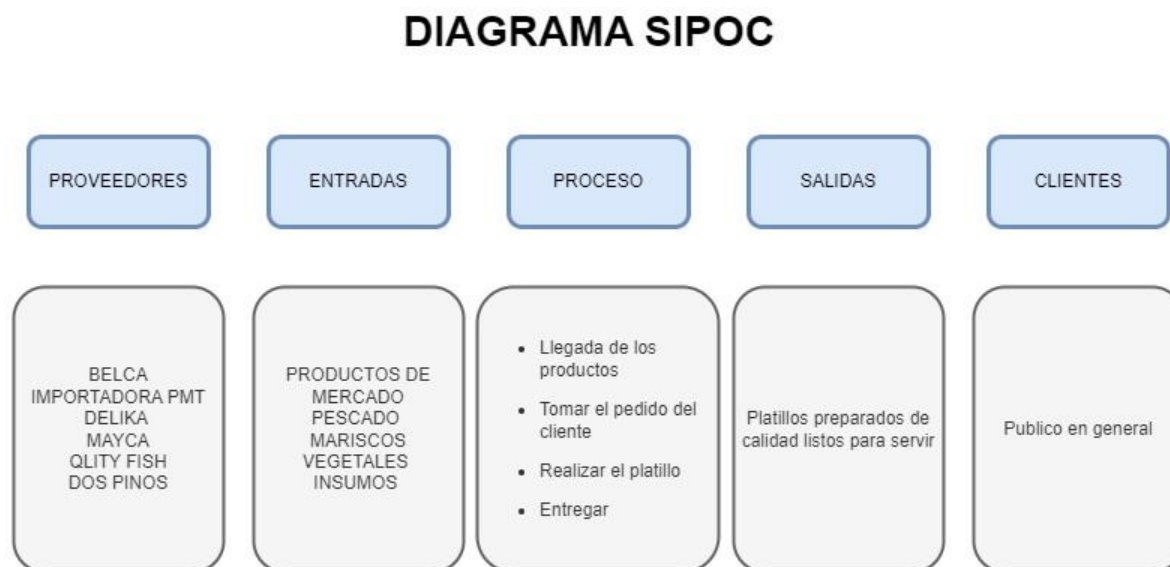 DIAGRAMA SIPOC
PROVEEDORES
ENTRADAS
PROCESO
SALIDAS
CLIENTES
BELCA
IMPORTADORA PMT
DELIKA
MAYCA
QLITY FISH
DOS PINOS
PRODUCTOS DE
MERCADO
PESCADO
MARISCOS
VEGETALES
INSUMOS
• Llegada de los
productos
• Tomar el pedido del
cliente
• Realizar el platillo
• Entregar
Platillos preparados de
calidad listos para servir
Publico en general